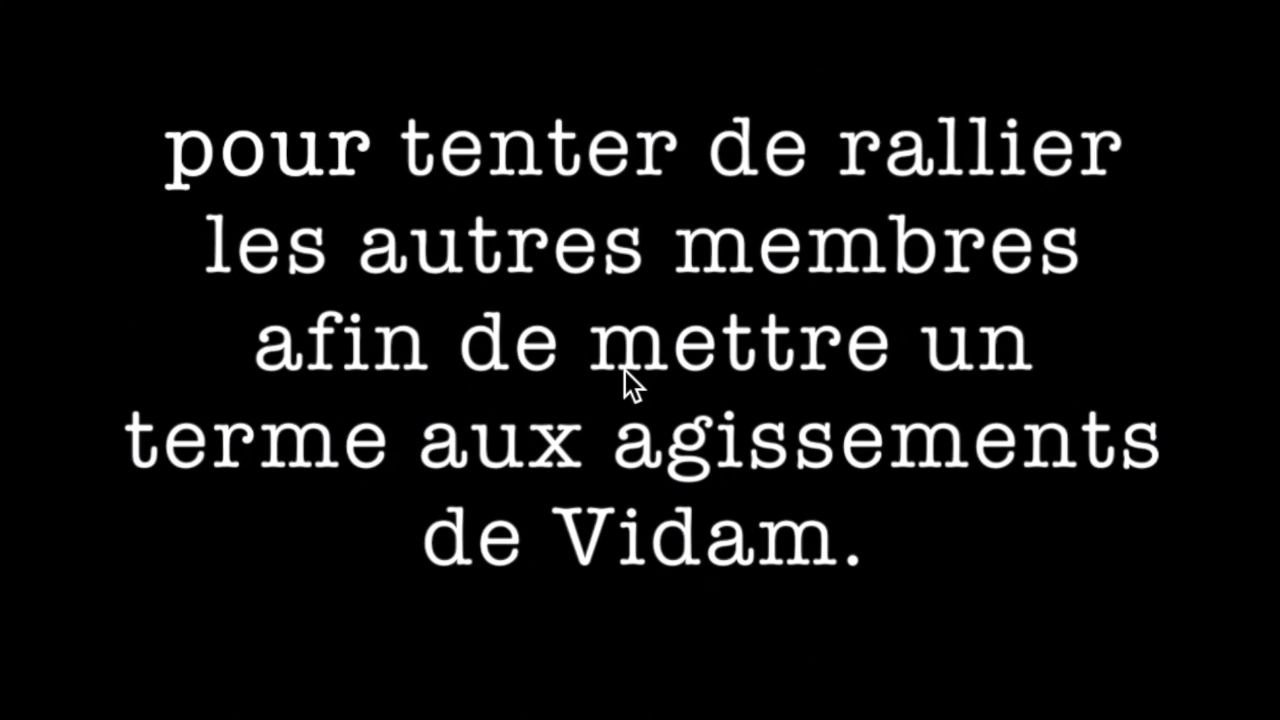 pour tenter de rallier
les autres membres
afin de mettre un
terme aux agissements
de Vidam.